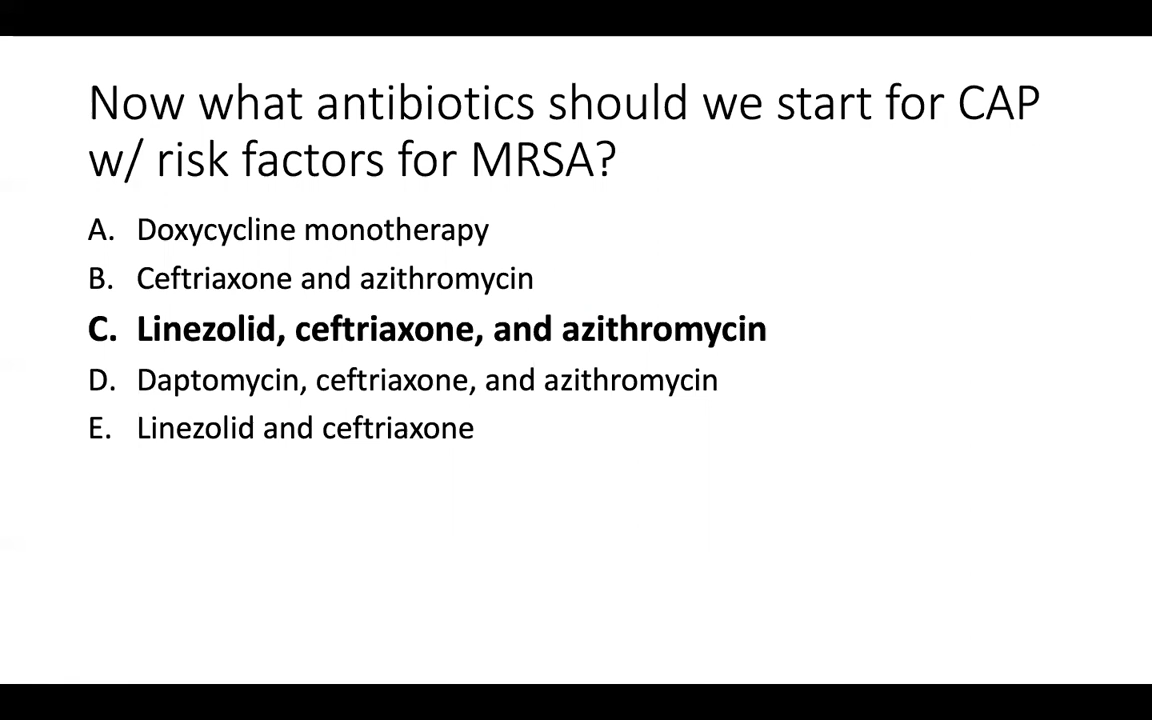 Now what antibiotics should we start for CAP
w/ risk factors for MRSA?
A. Doxycycline monotherapy
B. Ceftriaxone and azithromycin
C. Linezolid, ceftriaxone, and azithromycin
D. Daptomycin, ceftriaxone, and azithromycin
E. Linezolid and ceftriaxone